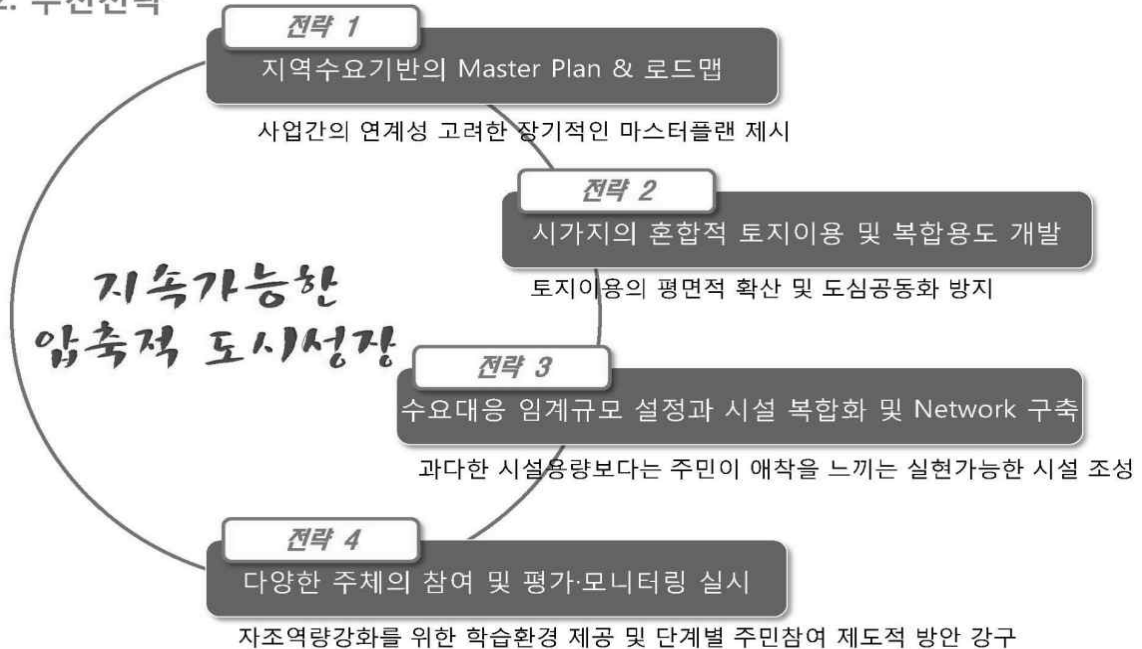 전략 1
지역수요기반의 Master Plan & 로드맵
사업간의 연계성 고려한 장기적인 마스터플랜 제시
전략 2
시가지의 혼합적 토지이용 및 복합용도 개발
토지이용의 평면적 확산 및 도심공동화 방지
지속가능한
압축적 도시성장
전략 3
수요대응 임계규모 설정과 시설 복합화 및 Network 구축
과다한 시설용량보다는 주민이 애착을 느끼는 실현가능한 시설 조성
전략 4
다양한 주체의 참여 및 평가·모니터링 실시
자조역량강화를 위한 학습환경 제공 및 단계별 주민참여 제도적 방안 강구